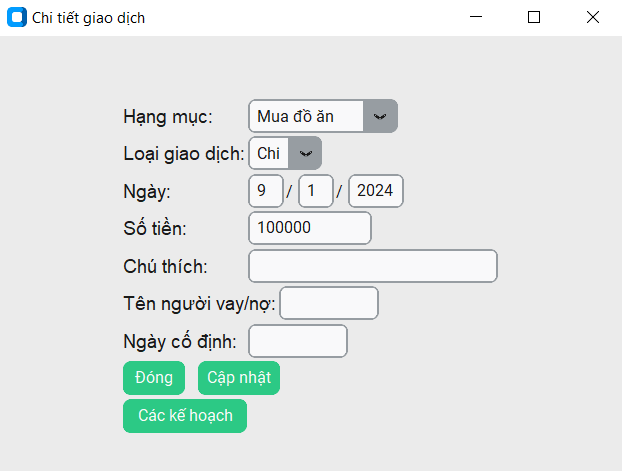 Chi tiết giao dịch
Hạng mục: Mua đồ ăn
Loại giao dịch: Chi
Ngày: 9 / 1 / 2024
Số tiền: 100000
Chú thích:
Tên người vay/nợ:
Ngày cố định:
Đóng Cập nhật
Các kế hoạch